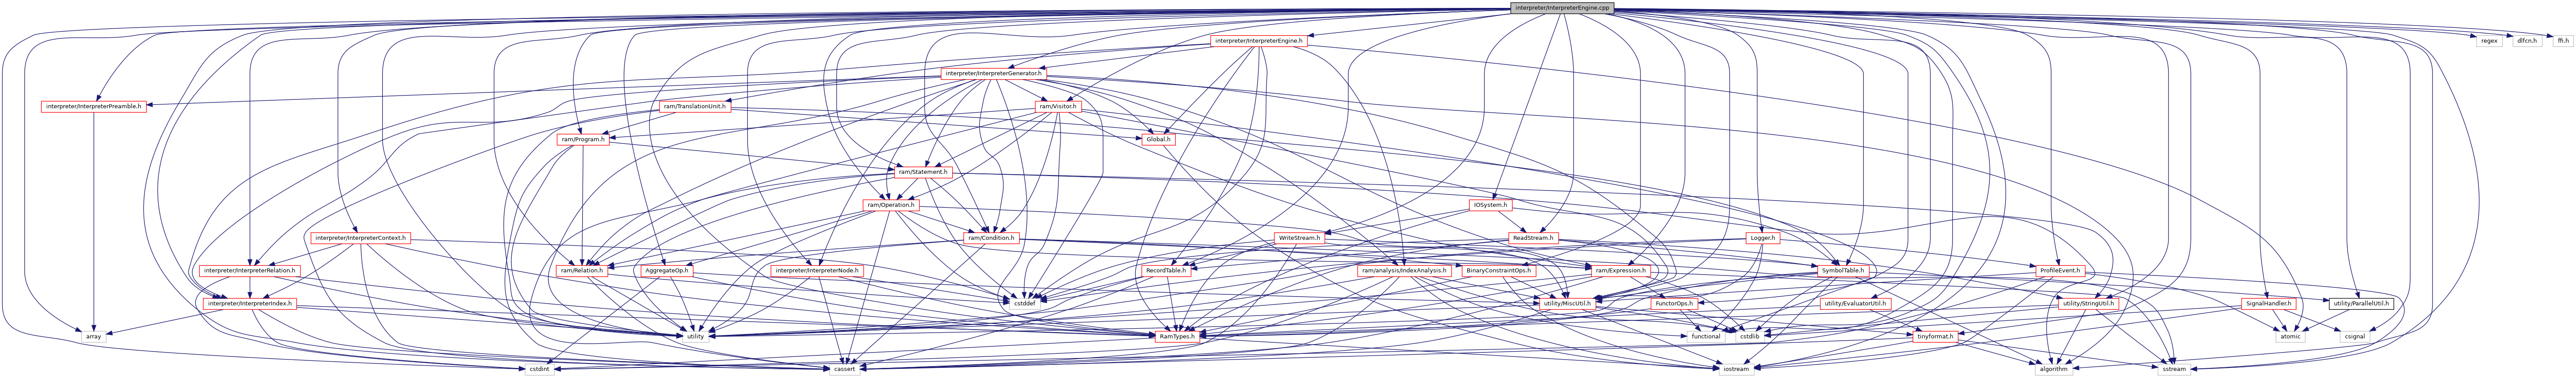 interpreter/InterpreterEngine.cpp
interpreter/InterpreterEngine.h
regex
dlfcn.h
ffi.h
interpreter/InterpreterGenerator.h
interpreter/InterpreterPreamble.h
ram/TranslationUnit.h
ram/Visitor.h
ram/Program.h
Global.h
ram/Statement.h
ram/Operation.h
IOSystem.h
interpreter/InterpreterContext.h
ram/Condition.h
WriteStream.h
ReadStream.h
Logger.h
interpreter/InterpreterRelation.h
ram/Relation.h
AggregateOp.h
interpreter/InterpreterNode.h
RecordTable.h
ram/analysis/IndexAnalysis.h
BinaryConstraintOps.h
ram/Expression.h
SymbolTable.h
ProfileEvent.h
interpreter/InterpreterIndex.h
cstddef
utility/MiscUtil.h
FunctorOps.h
utility/EvaluatorUtil.h
utility/StringUtil.h
SignalHandler.h
utility/ParallelUtil.h
array
utility
RamTypes.h
functional
cstdlib
tinyformat.h
atomic
csignal
cstdint
cassert
iostream
algorithm
sstream